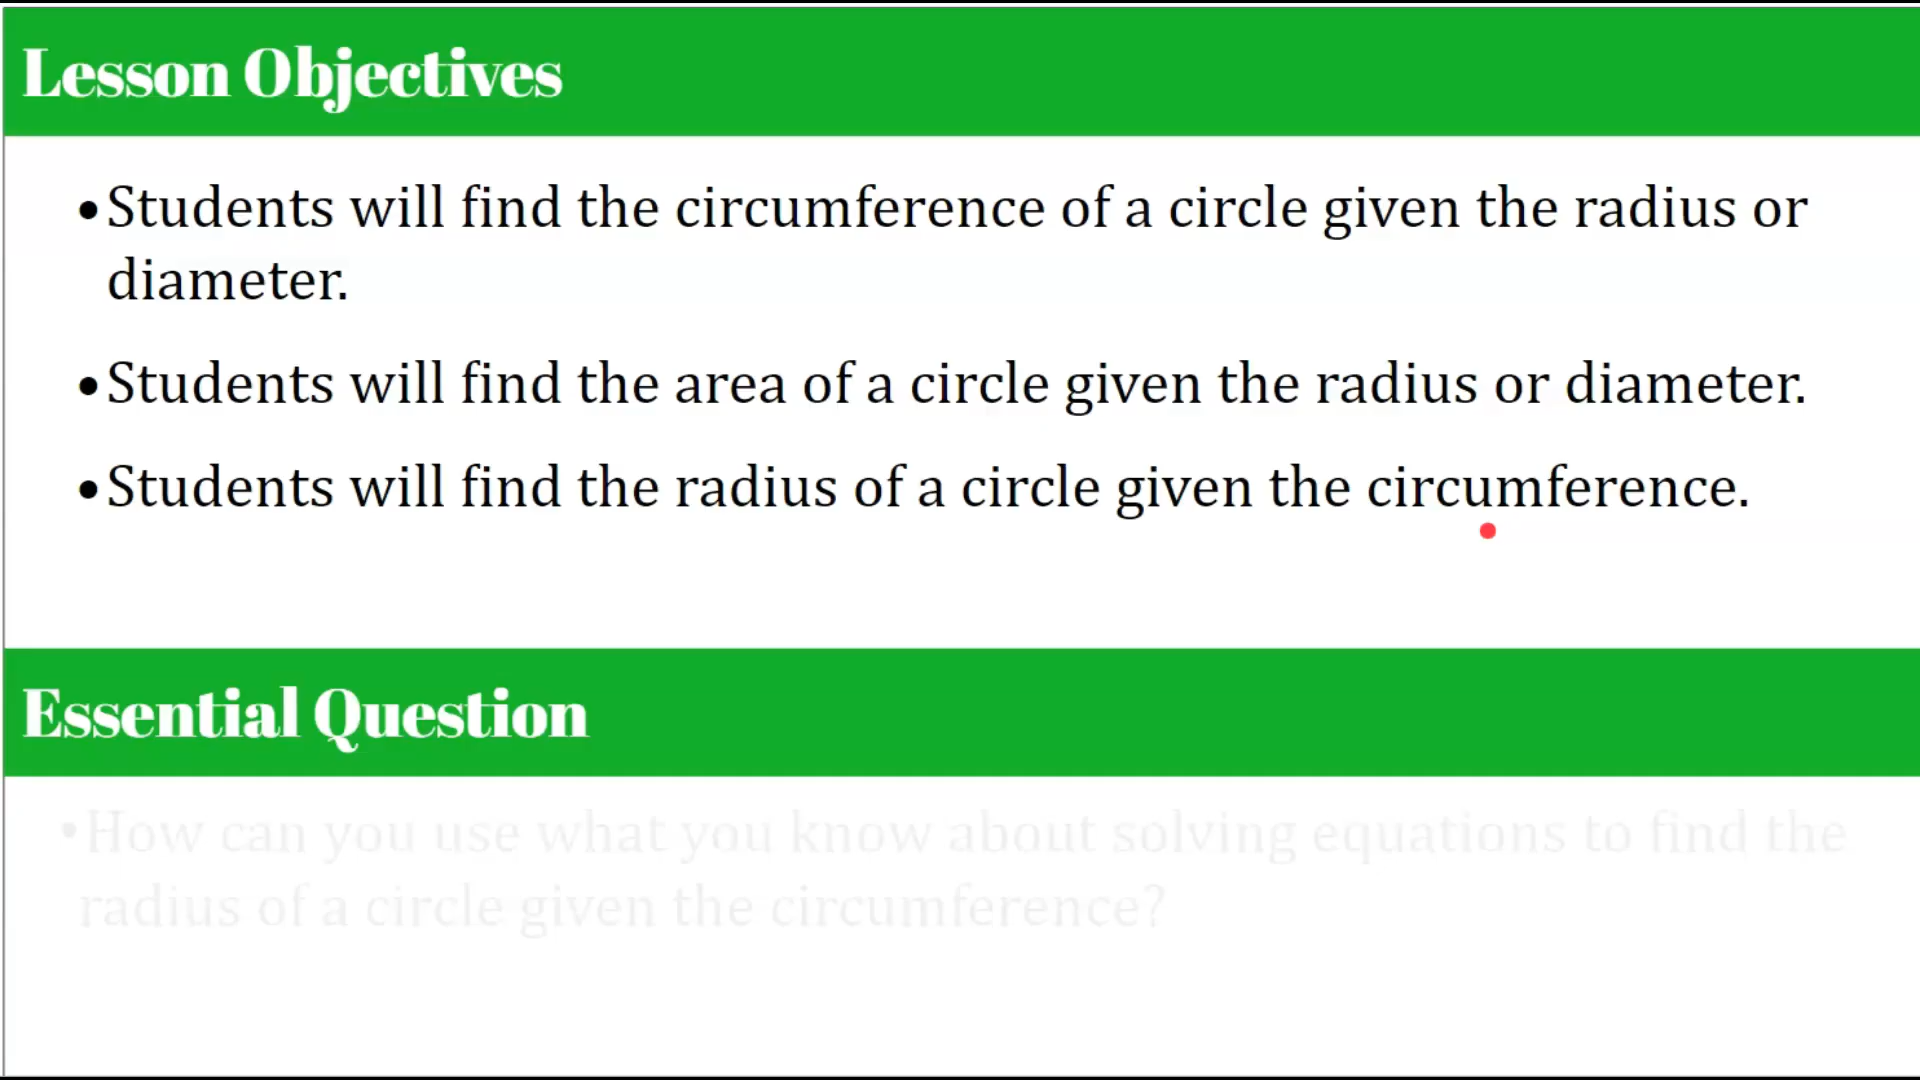 Lesson Objectives
•Students will find the circumference of a circle given the radius or
diameter.
•Students will find the area of a circle given the radius or diameter.
•Students will find the radius of a circle given the circumference.
Essential Question
•How can you use what you know about solving equations to find the
radius of a circle given the circumference?